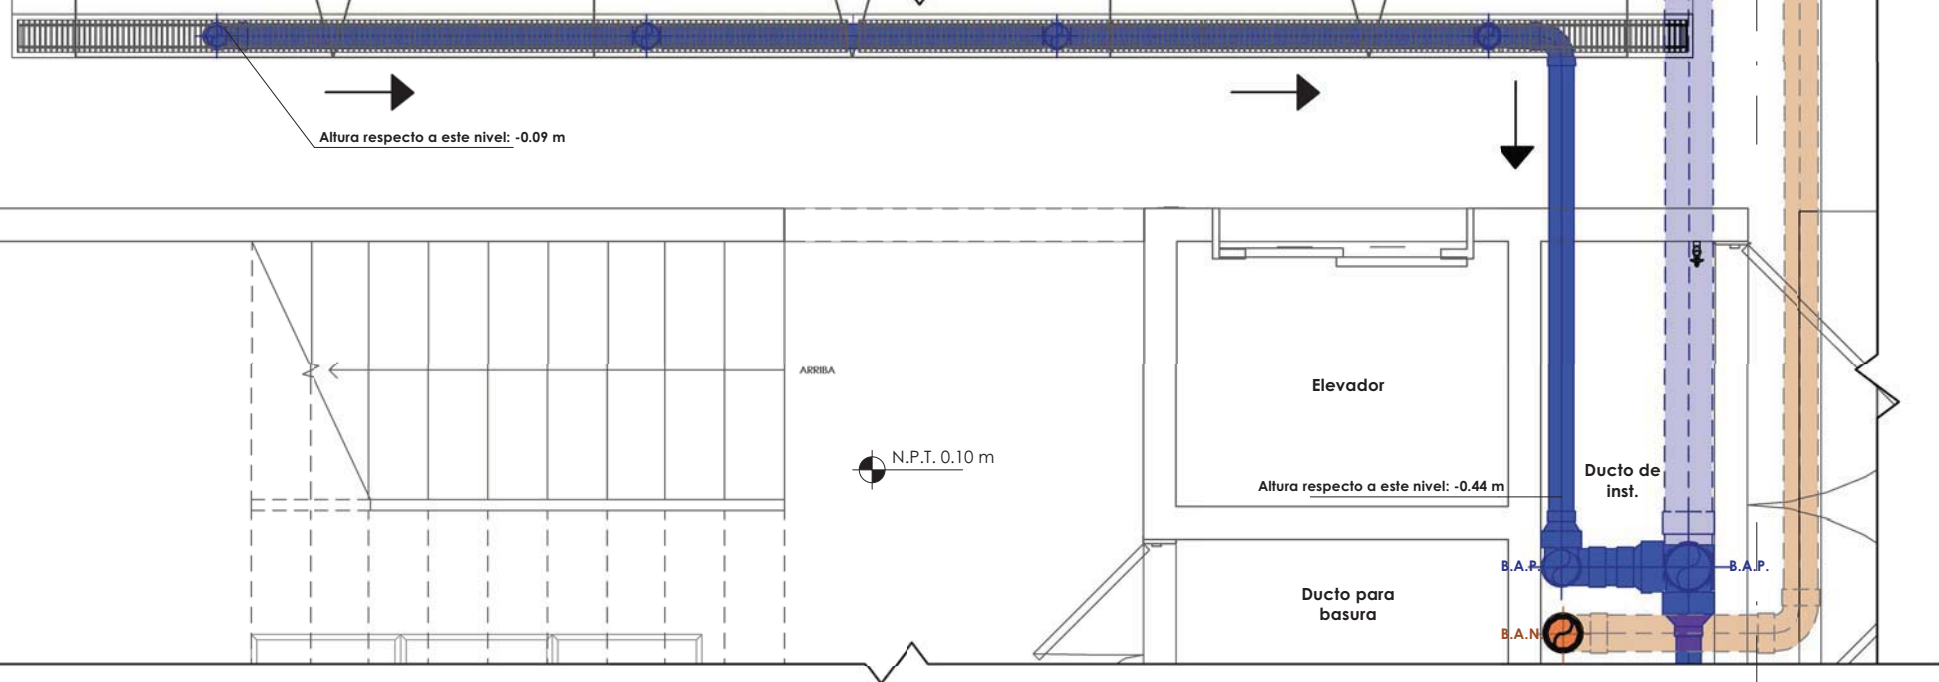 Altura respecto a este nivel: -0.09 m
ARRIBA
Elevador
N.P.T. 0.10 m
Altura respecto a este nivel: -0.44 m
Ducto de
inst.
B.A.P.
B.A.P.
Ducto para
basura
B.A.N.